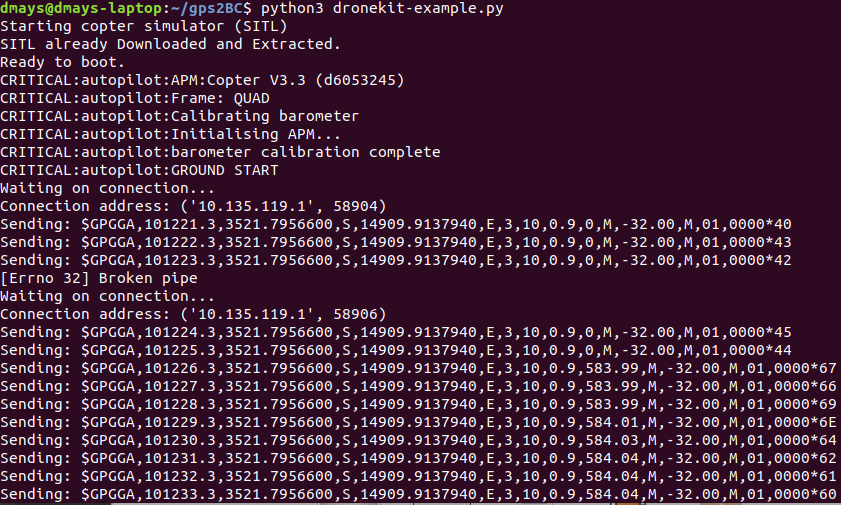 dmays@dmays-laptop:~/gps2BC$ python3 dronekit-example.py
Starting copter simulator (SITL)
SITL already Downloaded and Extracted.
Ready to boot.
CRITICAL:autopilot:APM:Copter V3.3 (d6053245)
CRITICAL:autopilot:Frame: QUAD
CRITICAL:autopilot:Calibrating barometer
CRITICAL:autopilot:Initialising APM...
CRITICAL:autopilot:barometer calibration complete
CRITICAL:autopilot:GROUND START
Waiting on connection...
Connection address: ('10.135.119.1', 58904)
Sending: $GPGGA,101221.3,3521.7956600,S,14909.9137940,E,3,10,0.9,0,M,-32.00,M,01,0000*40
Sending: $GPGGA,101222.3,3521.7956600,S,14909.9137940,E,3,10,0.9,0,M,-32.00,M,01,0000*43
Sending: $GPGGA,101223.3,3521.7956600,S,14909.9137940,E,3,10,0.9,0,M,-32.00,M,01,0000*42
[Errno 32] Broken pipe
Waiting on connection...
Connection address: ('10.135.119.1', 58906)
Sending: $GPGGA,101224.3,3521.7956600,S,14909.9137940,E,3,10,0.9,0,M,-32.00,M,01,0000*45
Sending: $GPGGA,101225.3,3521.7956600,S,14909.9137940,E,3,10,0.9,0,M,-32.00,M,01,0000*44
Sending: $GPGGA,101226.3,3521.7956600,S,14909.9137940,E,3,10,0.9,583.99,M,-32.00,M,01,0000*67
Sending: $GPGGA,101227.3,3521.7956600,S,14909.9137940,E,3,10,0.9,583.99,M,-32.00,M,01,0000*66
Sending: $GPGGA,101228.3,3521.7956600,S,14909.9137940,E,3,10,0.9,583.99,M,-32.00,M,01,0000*69
Sending: $GPGGA,101229.3,3521.7956600,S,14909.9137940,E,3,10,0.9,584.01,M,-32.00,M,01,0000*6E
Sending: $GPGGA,101230.3,3521.7956600,S,14909.9137940,E,3,10,0.9,584.03,M,-32.00,M,01,0000*64
Sending: $GPGGA,101231.3,3521.7956600,S,14909.9137940,E,3,10,0.9,584.04,M,-32.00,M,01,0000*62
Sending: $GPGGA,101232.3,3521.7956600,S,14909.9137940,E,3,10,0.9,584.04,M,-32.00,M,01,0000*61
Sending: $GPGGA,101233.3,3521.7956600,S,14909.9137940,E,3,10,0.9,584.04,M,-32.00,M,01,0000*60